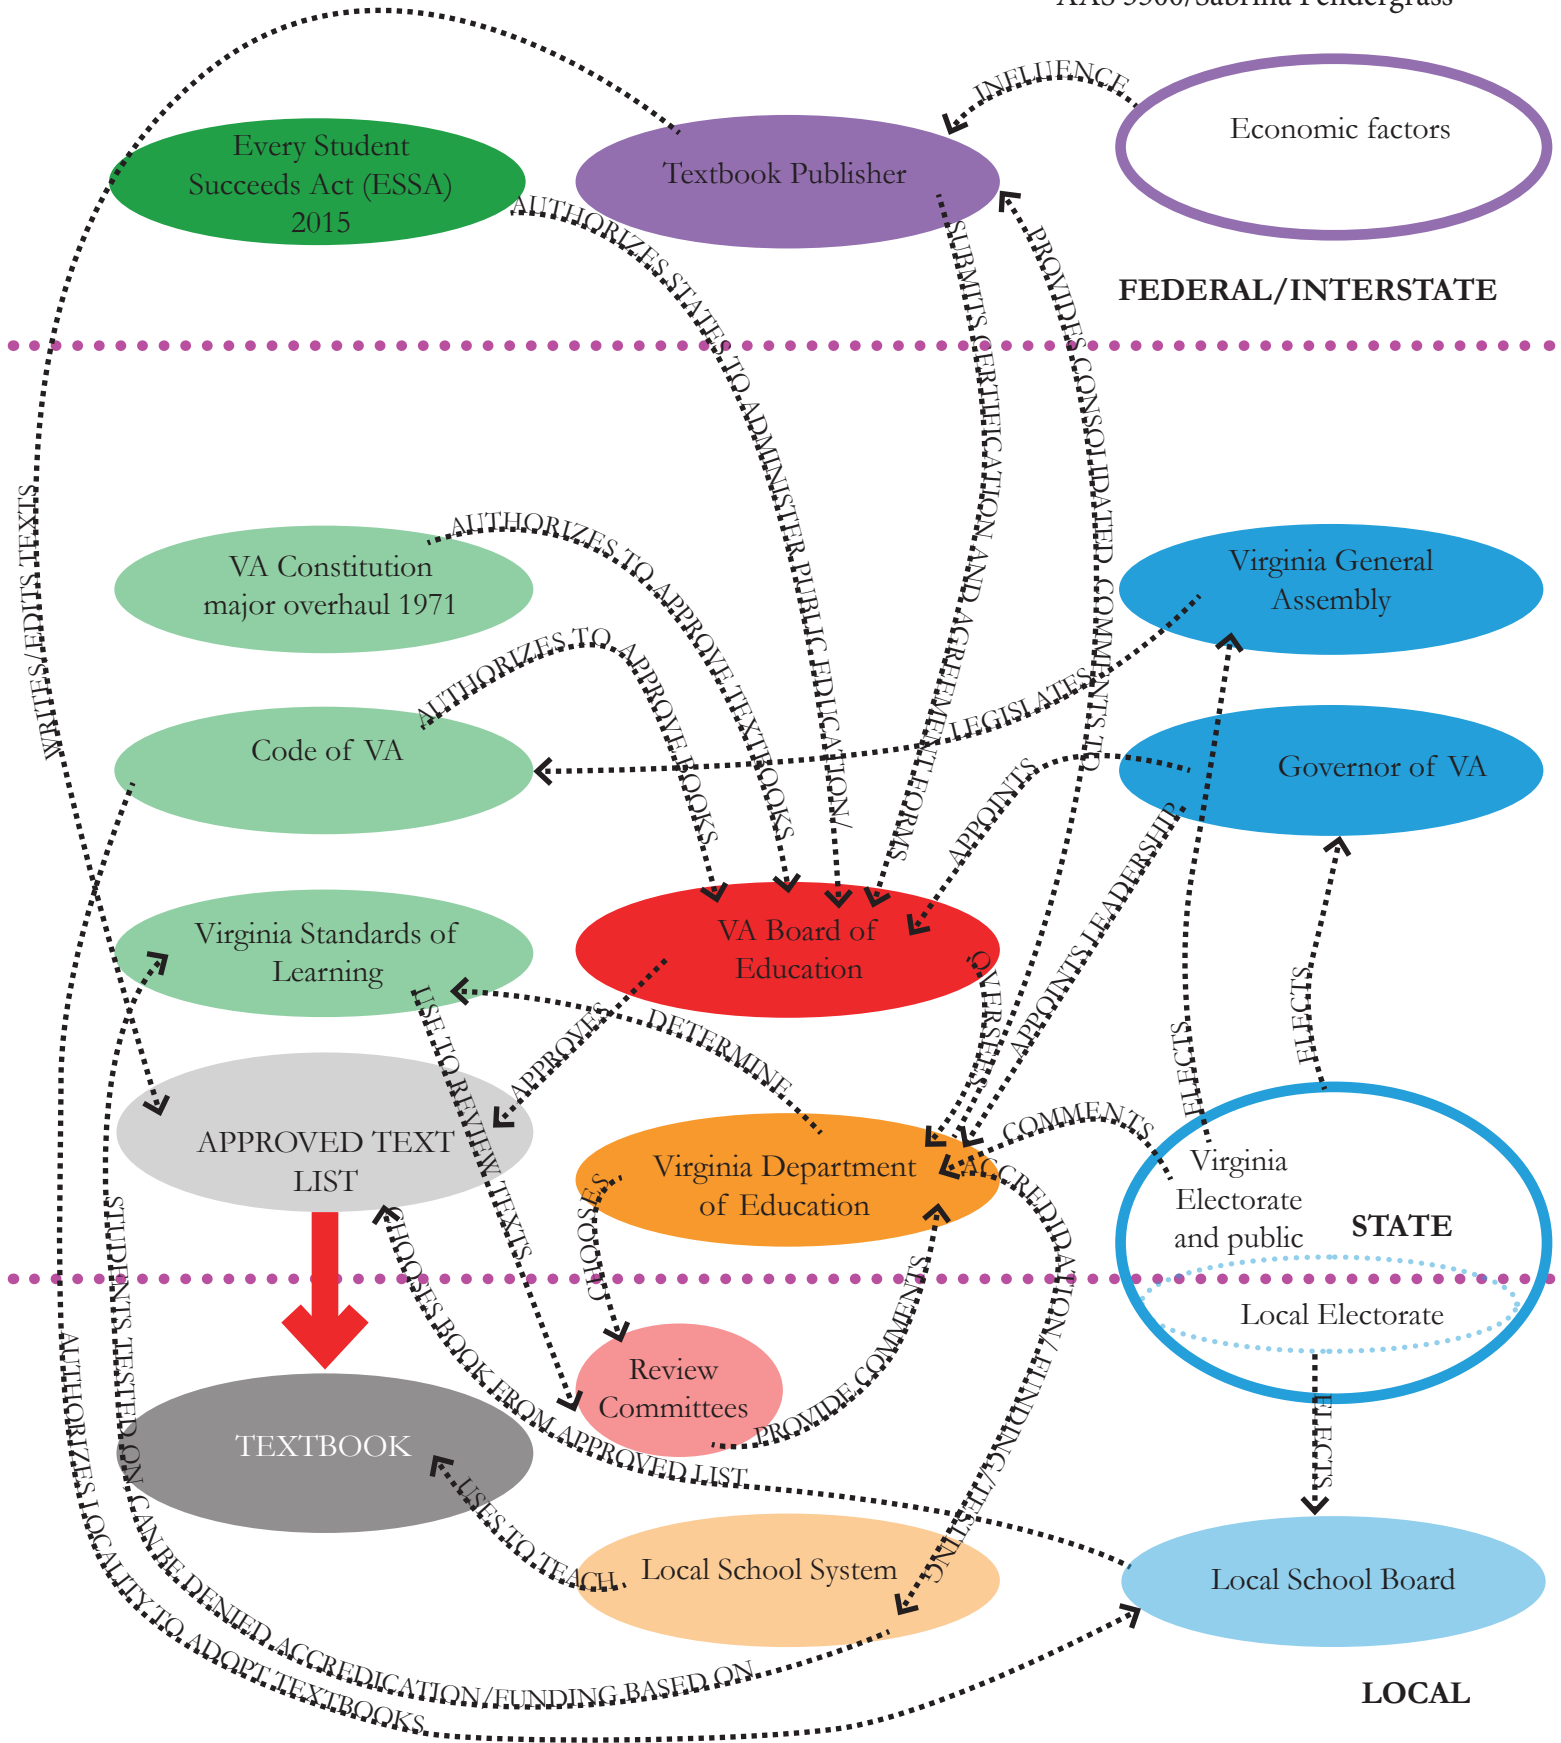 AAS 3500/Sabrina Pendergrass
INFLUENCE
Economic factors
Every Student
Succeeds Act (ESSA)
2015
Textbook Publisher
AUTHORIZES STATES TO ADMINISTER PUBLIC EDUCATION/
SUBMITS CERTIFICATION AND AGREEMENT FORMS
PROVIDES CONSOLIDATED COMMENTS TO
FEDERAL/INTERSTATE
WRITES/EDITS TEXTS
AUTHORIZES TO APPROVE TEXTBOOKS
VA Constitution
major overhaul 1971
Virginia General
Assembly
AUTHORIZES TO APPROVE BOOKS
LEGISLATES
Code of VA
APPOINTS
Governor of VA
APPOINTS LEADERSHIP
Virginia Standards of
Learning
VA Board of
Education
OVERSEES
USE TO REVIEW TEXTS
APPROVES
DETERMINE
ELECTS
ELECTS
COMMENTS
APPROVED TEXT
LIST
Virginia Department
of Education
ACCREDIDATION/FUNDING/TESTING
Virginia
Electorate
and public
STATE
CHOOSES
STUDENTS TESTED ON CAN BE DENIED ACCREDICATION/FUNDING BASED ON
CHOOSES BOOK FROM APPROVED LIST
Local Electorate
AUTHORIZES LOCALITY TO ADOPT TEXTBOOKS
Review
Committees
PROVIDE COMMENTS
ELECTS
TEXTBOOK
USES TO TEACH
Local School System
Local School Board
LOCAL